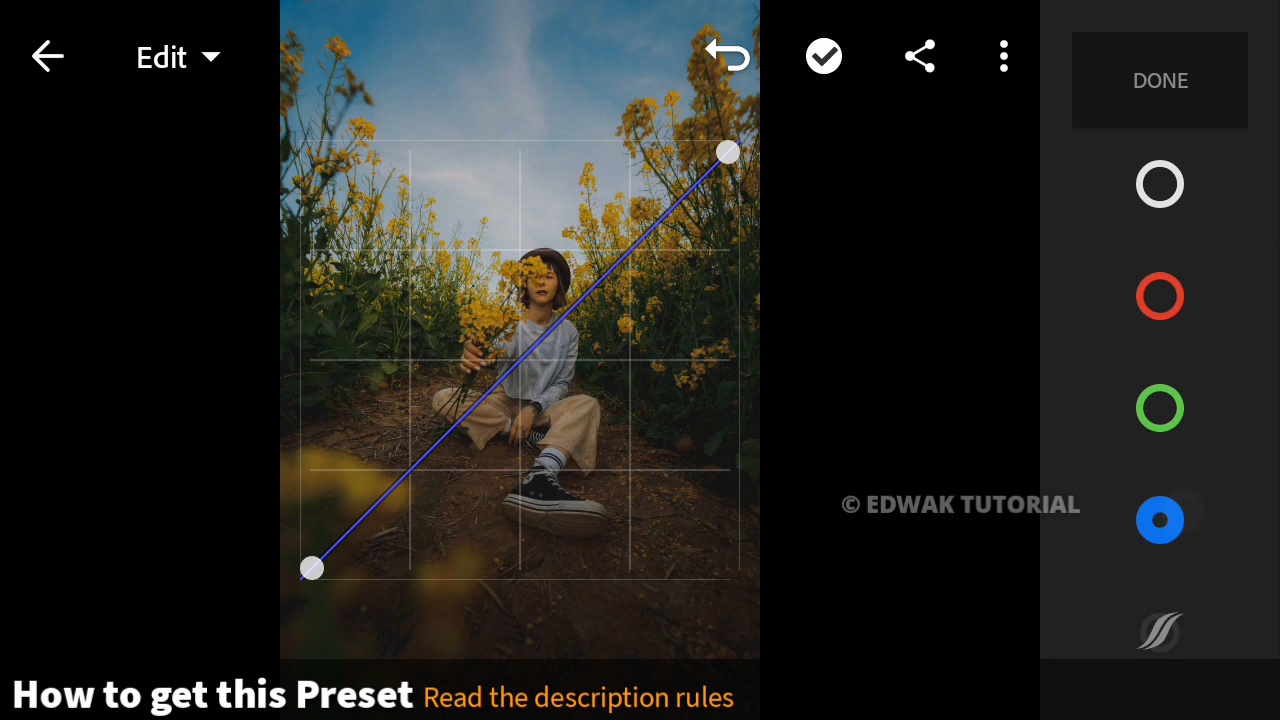 Edit
DONE
© EDWAK TUTORIAL
How to get this Preset Read the description rules